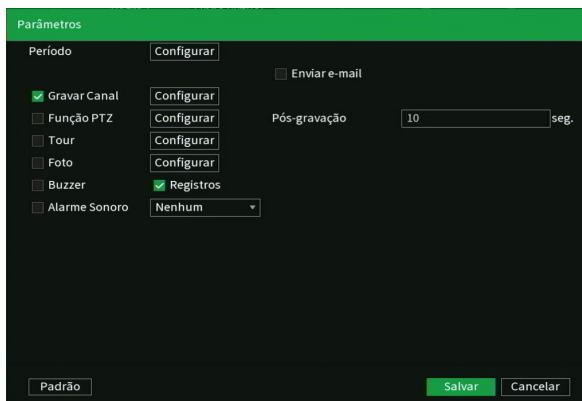 Parâmetros
Período Configurar
Enviar e-mail
Gravar Canal Configurar
Função PTZ Configurar Pós-gravação 10 seg.
Tour Configurar
Foto Configurar
Buzzer Registros
Alarme Sonoro Nenhum
Padrão Salvar Cancelar